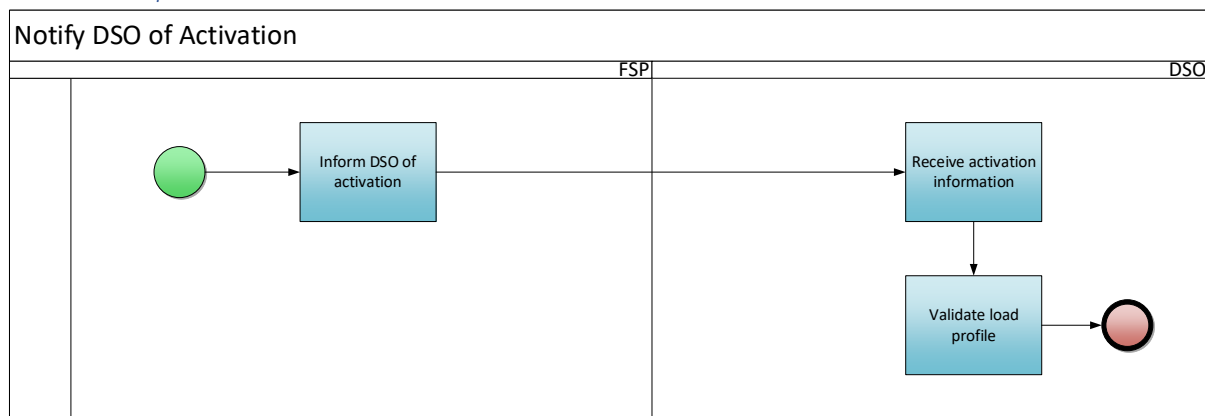 Notify DSO of Activation
FSP
DSO
Inform DSO of
activation
Receive activation
information
Validate load
profile